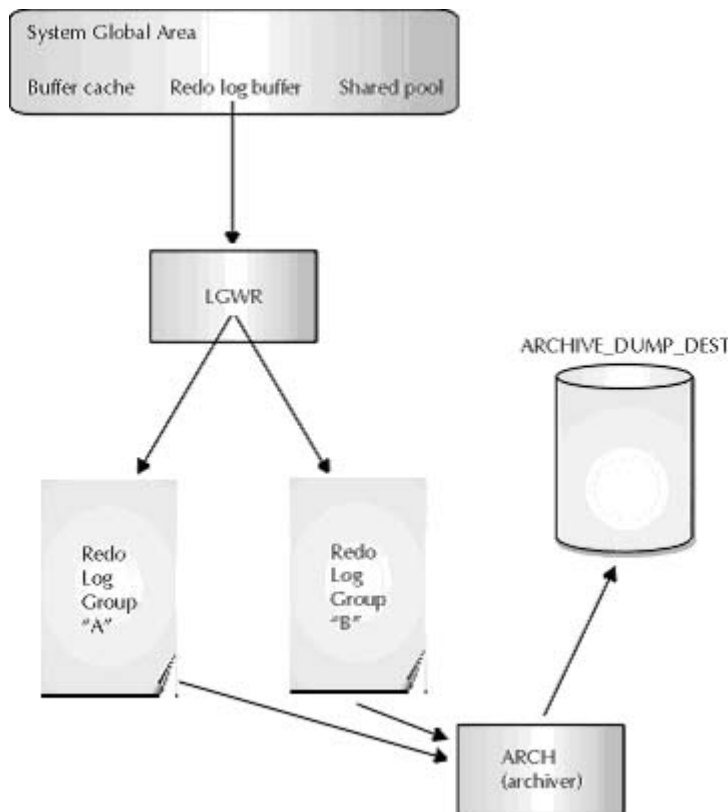 System Global Area
Buffer cache Redo log buffer Shared pool
LGWR
ARCHIVE_DUMP_DEST
Redo
Log
Group
"A"
Redo
Log
Group
"B"
ARCH
(archiver)